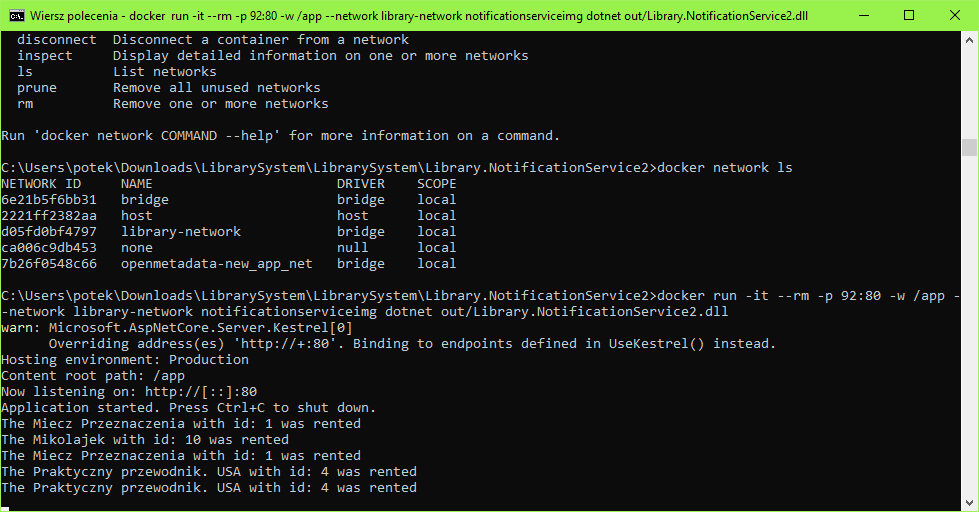 Wiersz polecenia - docker run -it --rm -p 92:80 -w /app --network library-network notificationserviceimg dotnet out/Library.NotificationService2.dll
disconnect  Disconnect a container from a network
inspect     Display detailed information on one or more networks
ls          List networks
prune       Remove all unused networks
rm          Remove one or more networks
Run 'docker network COMMAND --help' for more information on a command.
C:\Users\potek\Downloads\LibrarySystem\LibrarySystem\Library.NotificationService2>docker network ls
NETWORK ID     NAME                       DRIVER    SCOPE
6e21b5f6bb31   bridge                     bridge    local
2221ff2382aa   host                       host      local
d05fd0bf4797   library-network            bridge    local
ca006c9db453   none                       null      local
7b26f0548c66   openmetadata-new_app_net   bridge    local
C:\Users\potek\Downloads\LibrarySystem\LibrarySystem\Library.NotificationService2>docker run -it --rm -p 92:80 -w /app -
-network library-network notificationserviceimg dotnet out/Library.NotificationService2.dll
warn: Microsoft.AspNetCore.Server.Kestrel[0]
      Overriding address(es) 'http://+:80'. Binding to endpoints defined in UseKestrel() instead.
Hosting environment: Production
Content root path: /app
Now listening on: http://[::]:80
Application started. Press Ctrl+C to shut down.
The Miecz Przeznaczenia with id: 1 was rented
The Mikolajek with id: 10 was rented
The Miecz Przeznaczenia with id: 1 was rented
The Praktyczny przewodnik. USA with id: 4 was rented
The Praktyczny przewodnik. USA with id: 4 was rented